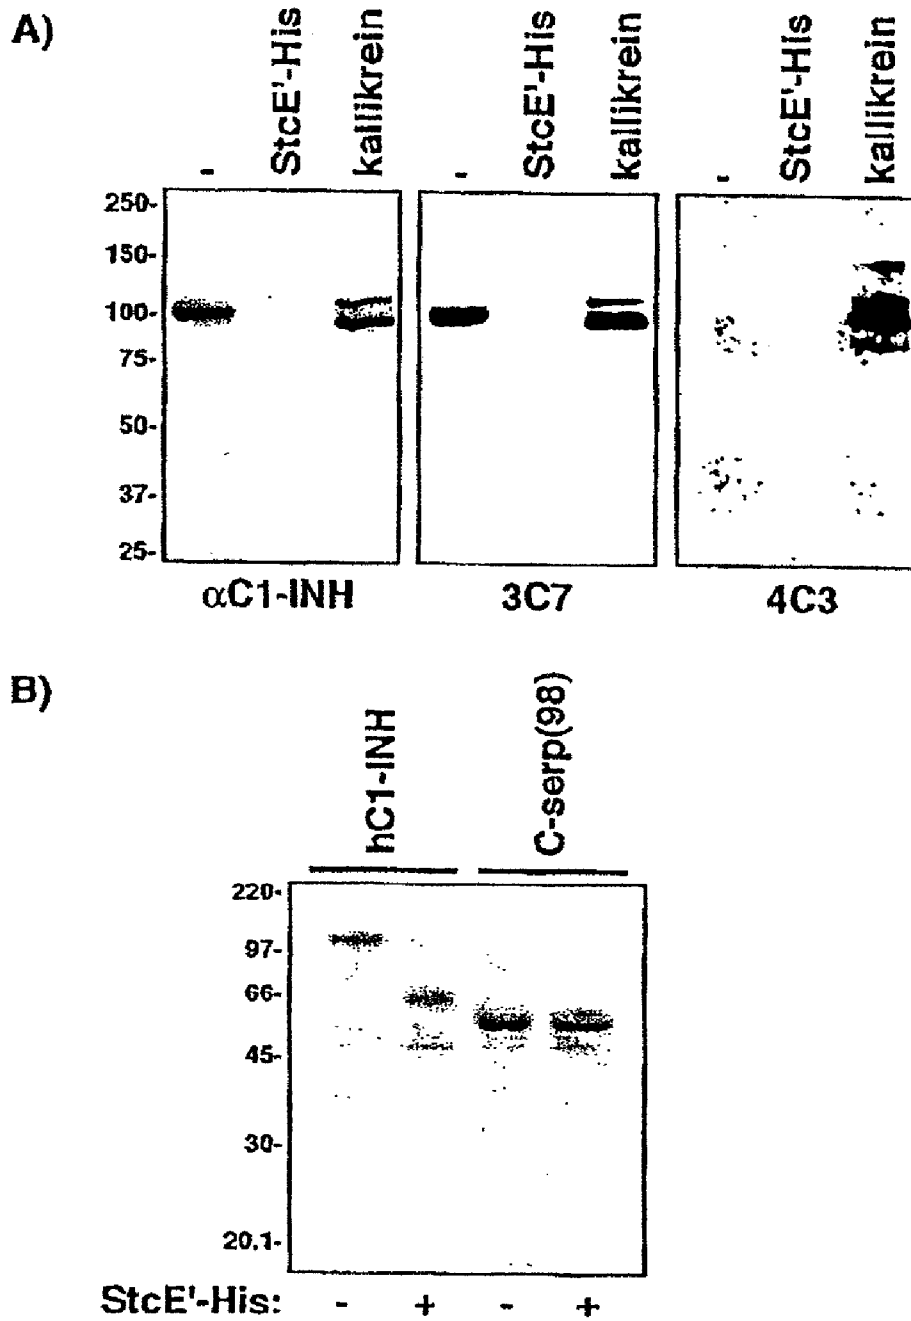 A)
- StcE'-His kallikrein - StcE'-His kallikrein - StcE'-His kallikrein
250-
150-
100-
75-
50-
37-
25-
αC1-INH 3C7 4C3
B)
hC1-INH C-serp(98)
220-
97-
66-
45-
30-
20.1-
StcE'-His: - + - +